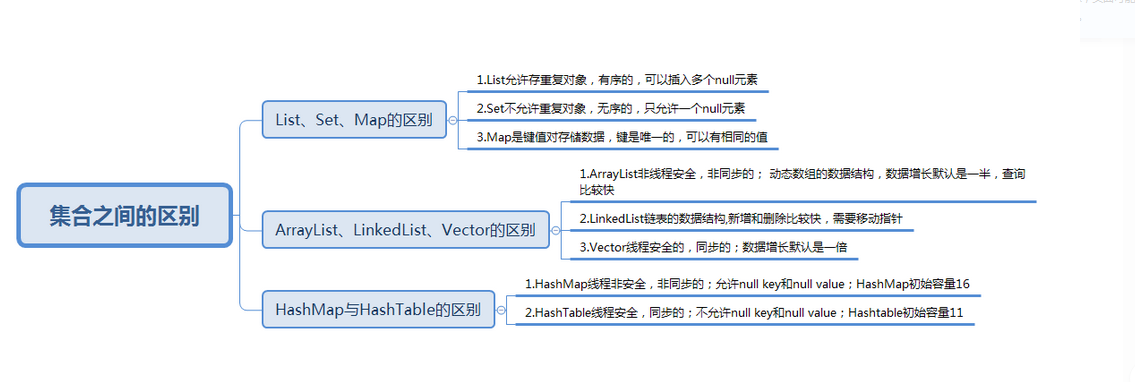 集合之间的区别
List、Set、Map的区别
1.List允许存重复对象，有序的，可以插入多个null元素
2.Set不允许重复对象，无序的，只允许一个null元素
3.Map是键值对存储数据，键是唯一的，可以有相同的值
ArrayList、LinkedList、Vector的区别
1.ArrayList非线程安全，非同步的； 动态数组的数据结构，数据增长默认是一半，查询
比较快
2.LinkedList链表的数据结构,新增和删除比较快，需要移动指针
3.Vector线程安全的，同步的；数据增长默认是一倍
HashMap与HashTable的区别
1.HashMap线程非安全，非同步的；允许null key和null value；HashMap初始容量16
2.HashTable线程安全，同步的；不允许null key和null value；Hashtable初始容量11